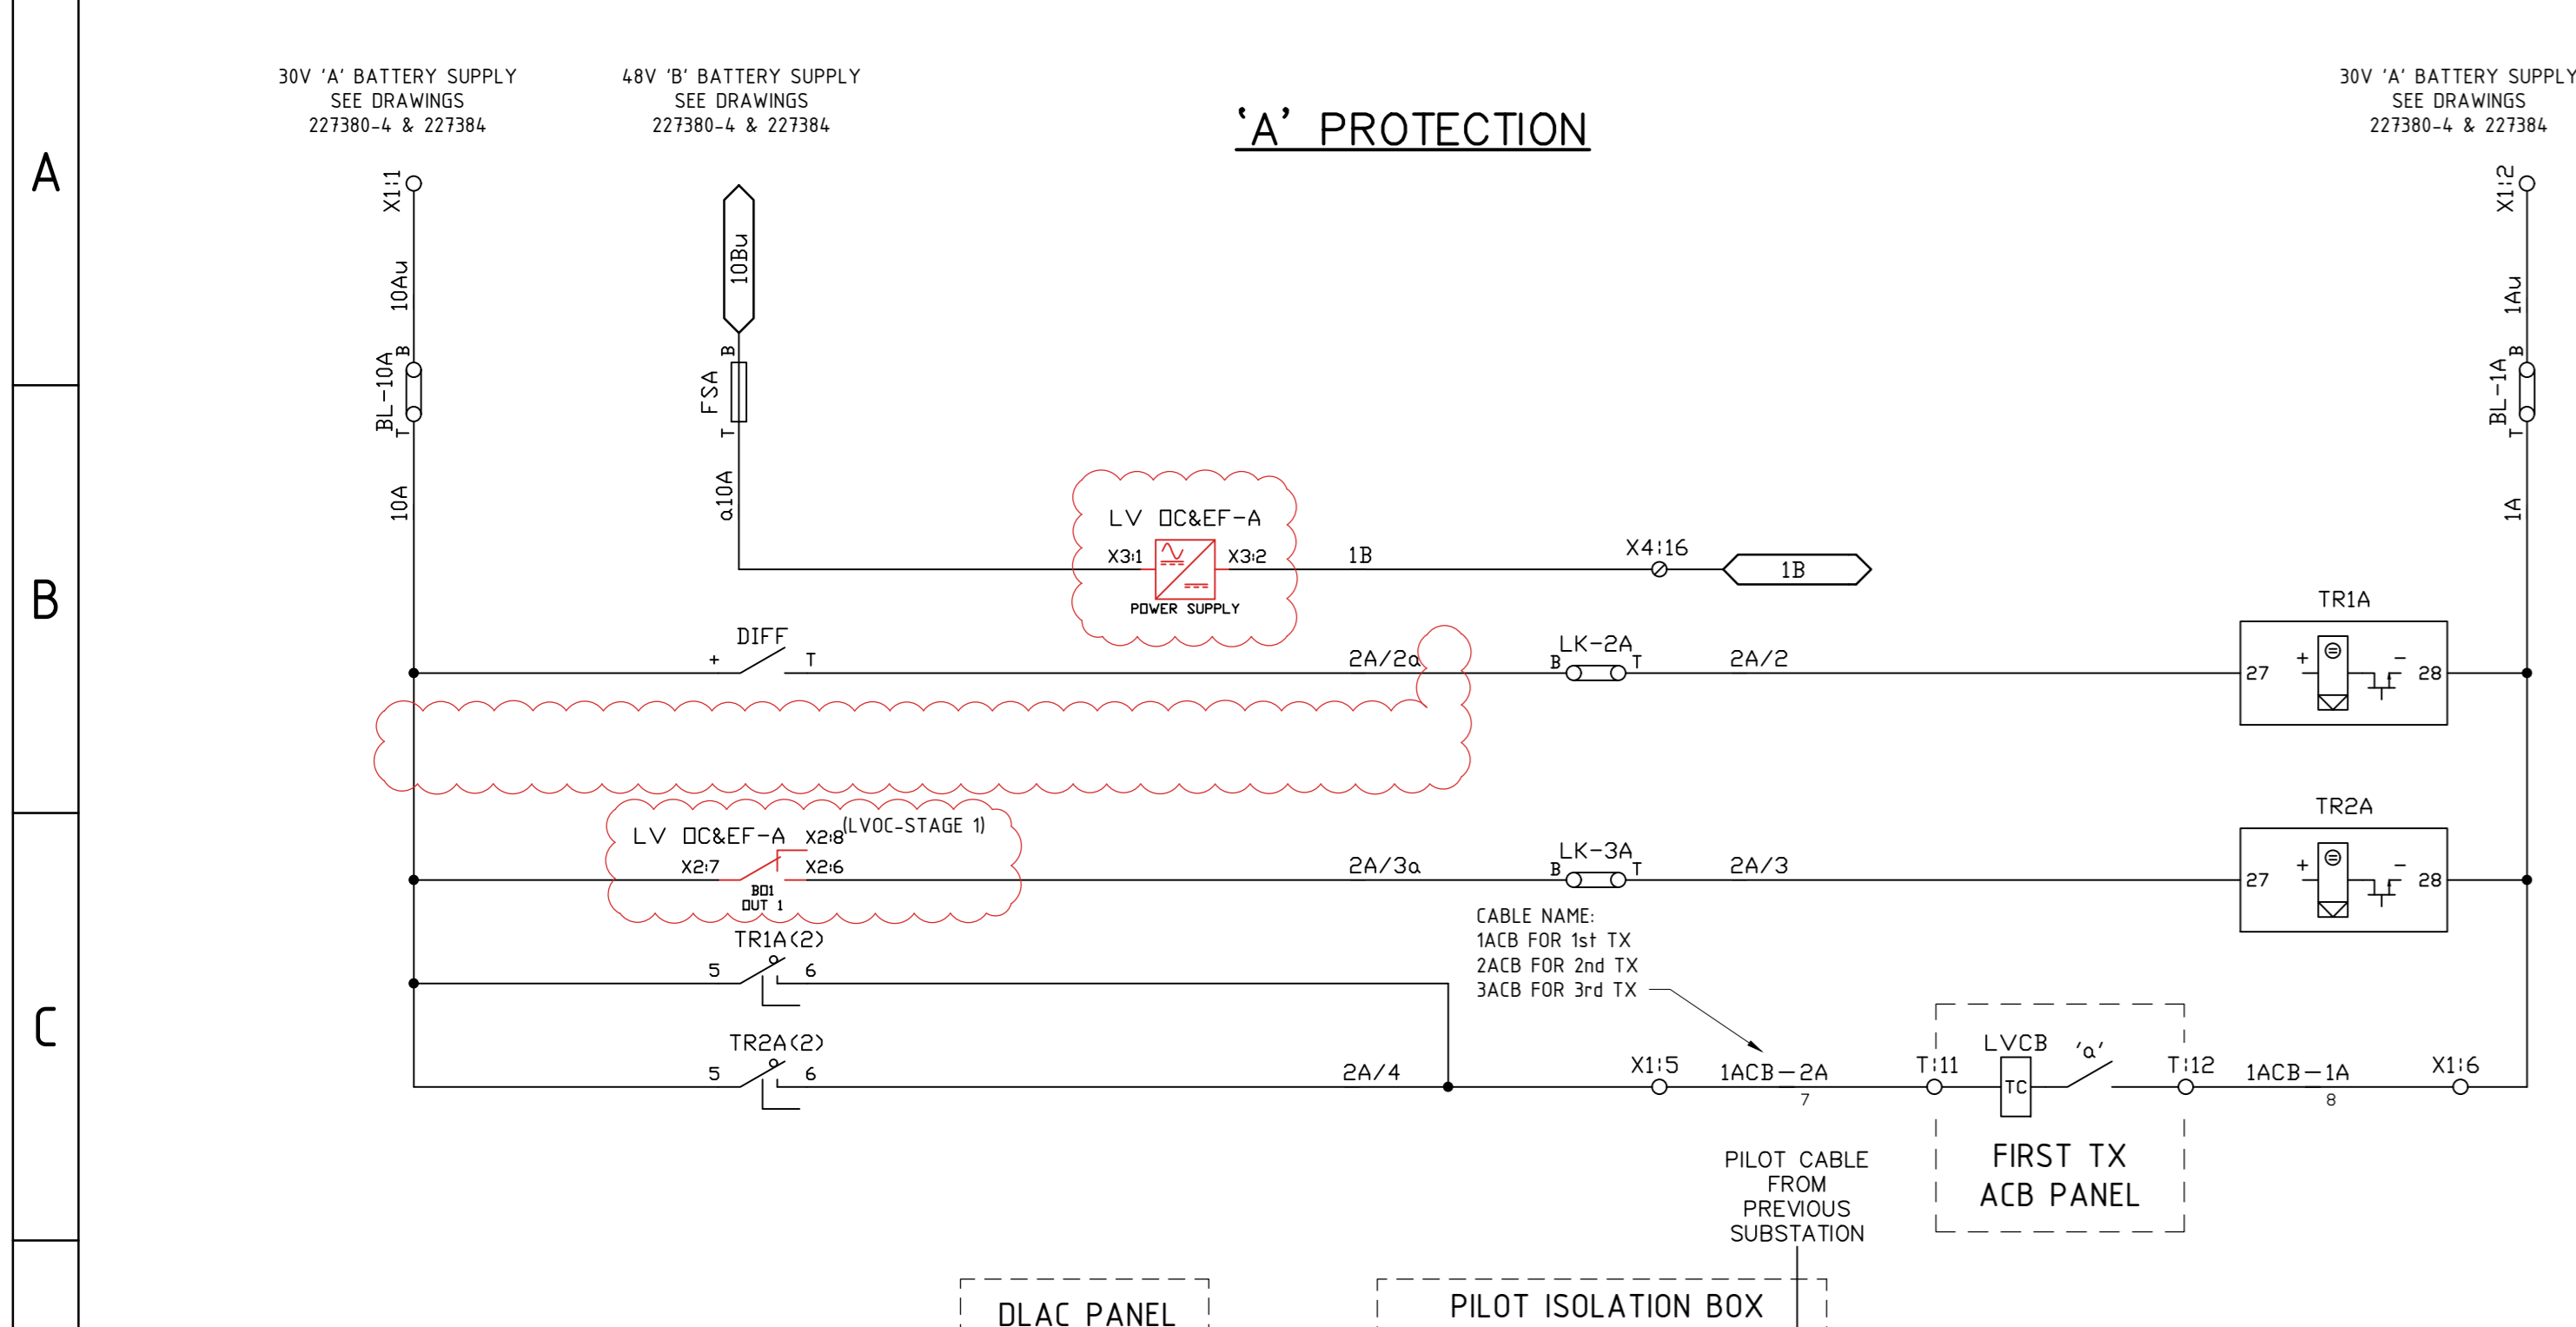 A
B
C
30V 'A' BATTERY SUPPLY
SEE DRAWINGS
227380-4 & 227384
48V 'B' BATTERY SUPPLY
SEE DRAWINGS
227380-4 & 227384
'A' PROTECTION
30V 'A' BATTERY SUPPLY
SEE DRAWINGS
227380-4 & 227384
X1:1
10Au
B
BL-10A
T
10A
10Bu
B
FSA
T
a10A
X1:2
1Au
B
BL-1A
T
1A
LV OC&EF-A
X3:1
X3:2
POWER SUPPLY
1B
X4:16
1B
DIFF
+
T
2A/2a
LK-2A
B
T
2A/2
TR1A
27
+
-
28
LV OC&EF-A
X2:8
(LVOC-STAGE 1)
X2:7
X2:6
BO1
OUT 1
2A/3a
LK-3A
B
T
2A/3
TR2A
27
+
-
28
CABLE NAME:
1ACB FOR 1st TX
2ACB FOR 2nd TX
3ACB FOR 3rd TX
TR1A(2)
5
6
TR2A(2)
5
6
2A/4
X1:5
1ACB-2A
7
T:11
LVCB
TC
'a'
T:12
1ACB-1A
8
X1:6
FIRST TX
ACB PANEL
PILOT CABLE
FROM
PREVIOUS
SUBSTATION
DLAC PANEL
PILOT ISOLATION BOX